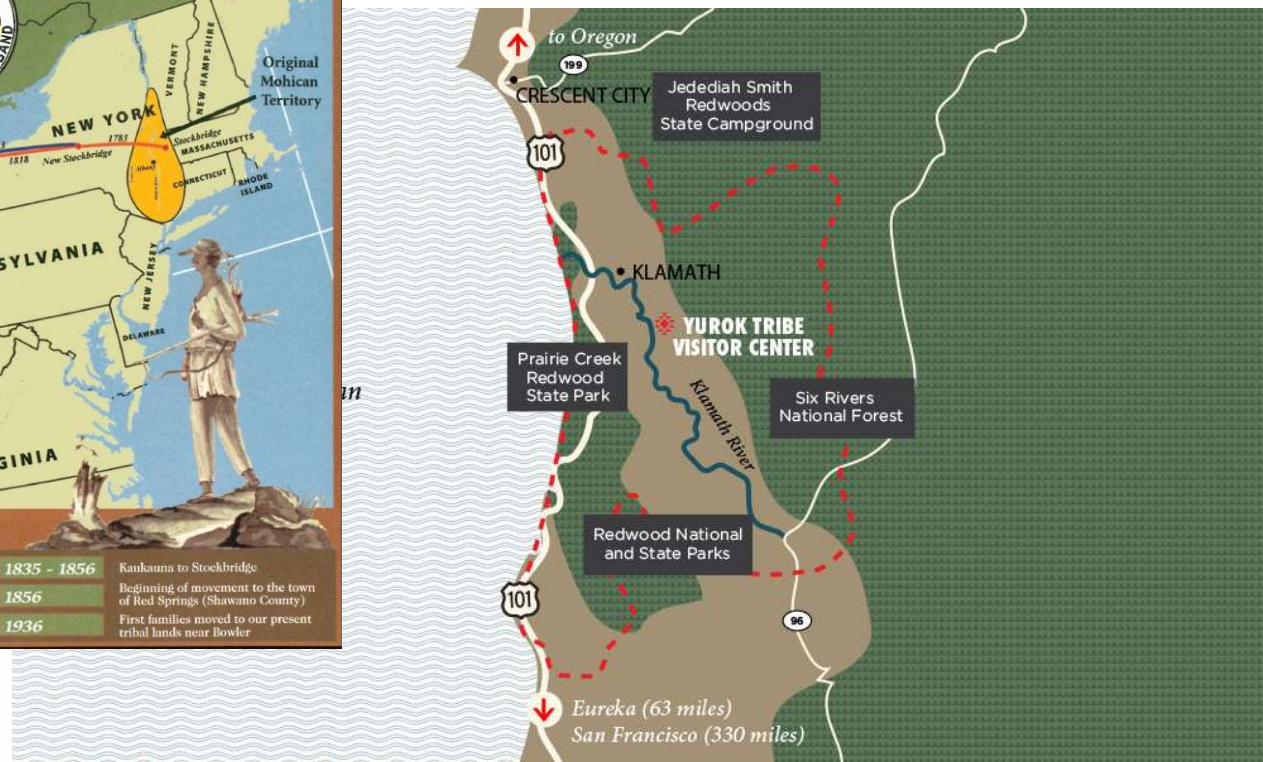 AND
VERMONT
NEW HAMPSHIRE
Original
Mohican
Territory
NEW YORK
1783
Stockbridge
MASSACHUSETTS
1818
New Stockbridge
Albany
CONNECTICUT
RHODE
ISLAND
SYLVANIA
NEW JERSEY
DELAWARE
GINIA
1835 - 1856 Kaukauna to Stockbridge
1856 Beginning of movement to the town
of Red Springs (Shawano County)
1936 First families moved to our present
tribal lands near Bowler
an
to Oregon
199
CRESCENT CITY
Jedediah Smith
Redwoods
State Campground
101
KLAMATH
YUROK TRIBE
VISITOR CENTER
Prairie Creek
Redwood
State Park
Klamath River
Six Rivers
National Forest
Redwood National
and State Parks
101
96
Eureka (63 miles)
San Francisco (330 miles)